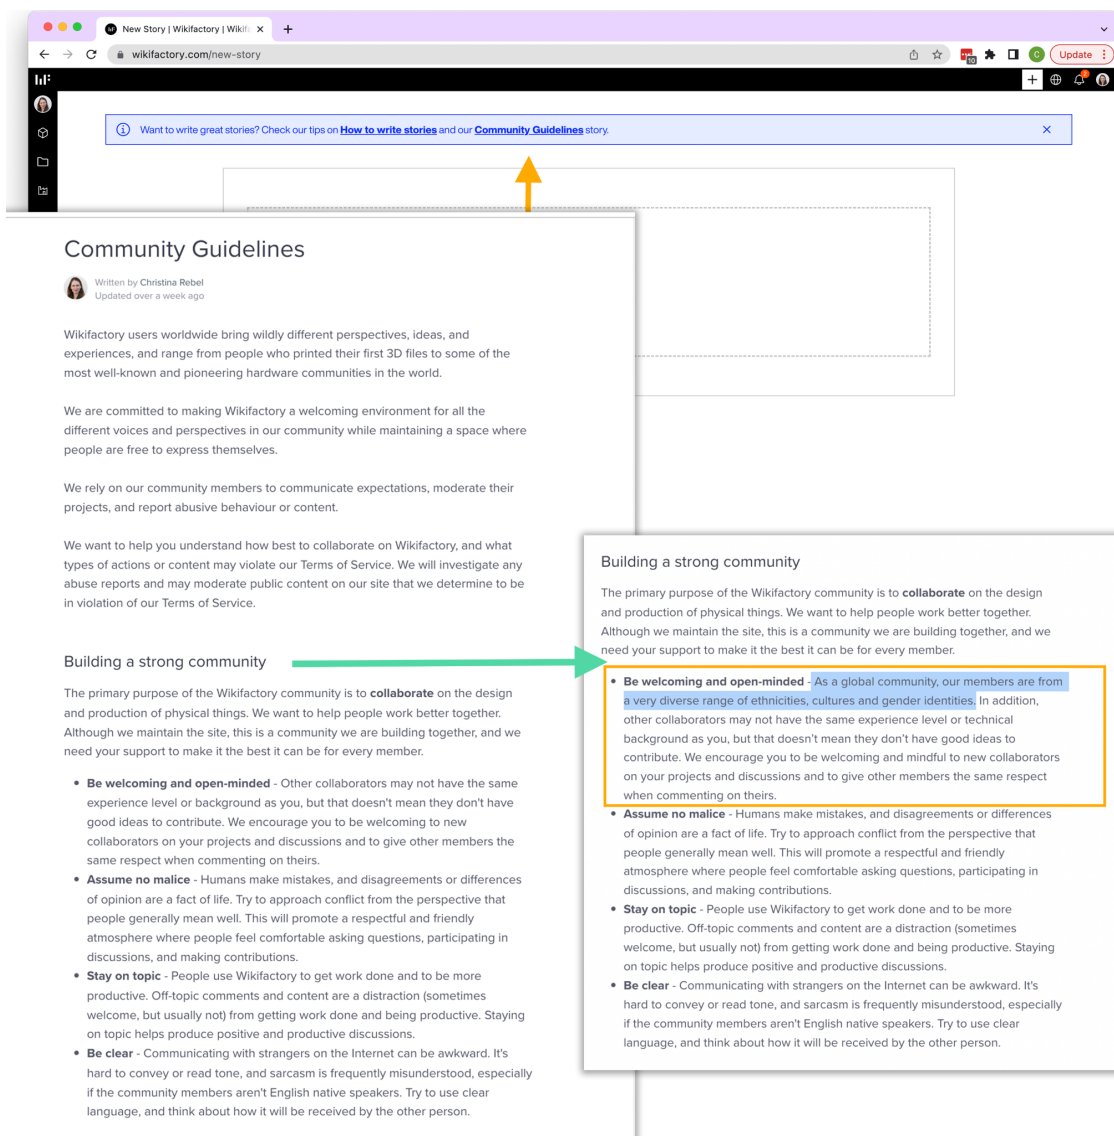 New Story | Wikifactory | Wikif
wikifactory.com/new-story
10
C
Update
2
Want to write great stories? Check our tips on How to write stories and our Community Guidelines story.
Community Guidelines
Written by Christina Rebel
Updated over a week ago
Wikifactory users worldwide bring wildly different perspectives, ideas, and
experiences, and range from people who printed their first 3D files to some of the
most well-known and pioneering hardware communities in the world.
We are committed to making Wikifactory a welcoming environment for all the
different voices and perspectives in our community while maintaining a space where
people are free to express themselves.
We rely on our community members to communicate expectations, moderate their
projects, and report abusive behaviour or content.
We want to help you understand how best to collaborate on Wikifactory, and what
types of actions or content may violate our Terms of Service. We will investigate any
abuse reports and may moderate public content on our site that we determine to be
in violation of our Terms of Service.
Building a strong community
The primary purpose of the Wikifactory community is to collaborate on the design
and production of physical things. We want to help people work better together.
Although we maintain the site, this is a community we are building together, and we
need your support to make it the best it can be for every member.
• Be welcoming and open-minded - Other collaborators may not have the same
experience level or background as you, but that doesn't mean they don't have
good ideas to contribute. We encourage you to be welcoming to new
collaborators on your projects and discussions and to give other members the
same respect when commenting on theirs.
• Assume no malice - Humans make mistakes, and disagreements or differences
of opinion are a fact of life. Try to approach conflict from the perspective that
people generally mean well. This will promote a respectful and friendly
atmosphere where people feel comfortable asking questions, participating in
discussions, and making contributions.
• Stay on topic - People use Wikifactory to get work done and to be more
productive. Off-topic comments and content are a distraction (sometimes
welcome, but usually not) from getting work done and being productive. Staying
on topic helps produce positive and productive discussions.
• Be clear - Communicating with strangers on the Internet can be awkward. It's
hard to convey or read tone, and sarcasm is frequently misunderstood, especially
if the community members aren't English native speakers. Try to use clear
language, and think about how it will be received by the other person.
Building a strong community
The primary purpose of the Wikifactory community is to collaborate on the design
and production of physical things. We want to help people work better together.
Although we maintain the site, this is a community we are building together, and we
need your support to make it the best it can be for every member.
• Be welcoming and open-minded - As a global community, our members are from
a very diverse range of ethnicities, cultures and gender identities. In addition,
other collaborators may not have the same experience level or technical
background as you, but that doesn't mean they don't have good ideas to
contribute. We encourage you to be welcoming and mindful to new collaborators
on your projects and discussions and to give other members the same respect
when commenting on theirs.
• Assume no malice - Humans make mistakes, and disagreements or differences
of opinion are a fact of life. Try to approach conflict from the perspective that
people generally mean well. This will promote a respectful and friendly
atmosphere where people feel comfortable asking questions, participating in
discussions, and making contributions.
• Stay on topic - People use Wikifactory to get work done and to be more
productive. Off-topic comments and content are a distraction (sometimes
welcome, but usually not) from getting work done and being productive. Staying
on topic helps produce positive and productive discussions.
• Be clear - Communicating with strangers on the Internet can be awkward. It's
hard to convey or read tone, and sarcasm is frequently misunderstood, especially
if the community members aren't English native speakers. Try to use clear
language, and think about how it will be received by the other person.